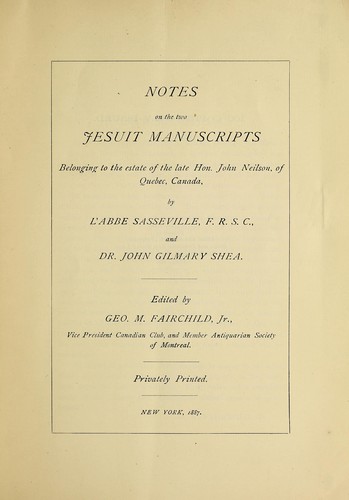 NOTES
on the two
JESUIT MANUSCRIPTS
Belonging to the estate of the late Hon. John Neilson, of
Quebec, Canada,
by
L'ABBE SASSEVILLE, F. R. S. C.,
and
DR. JOHN GILMARY SHEA.
Edited by
GEO. M. FAIRCHILD, Jr.,
Vice President Canadian Club, and Member Antiquarian Society
of Montreal.
Privately Printed.
NEW YORK, 1887.